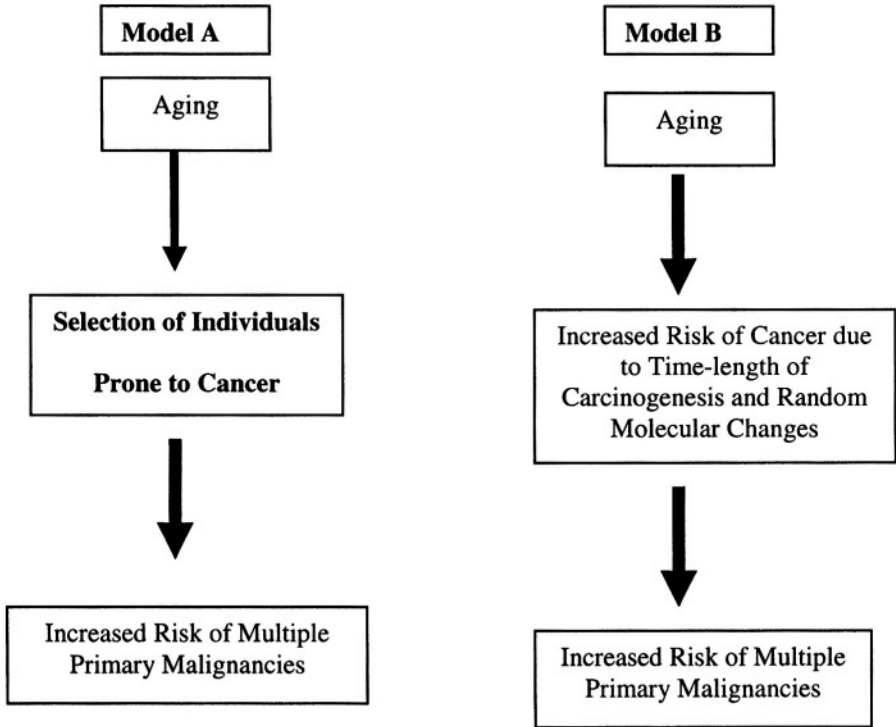 Model A
Aging
Selection of Individuals
Prone to Cancer
Increased Risk of Multiple
Primary Malignancies
Model B
Aging
Increased Risk of Cancer due
to Time-length of
Carcinogenesis and Random
Molecular Changes
Increased Risk of Multiple
Primary Malignancies